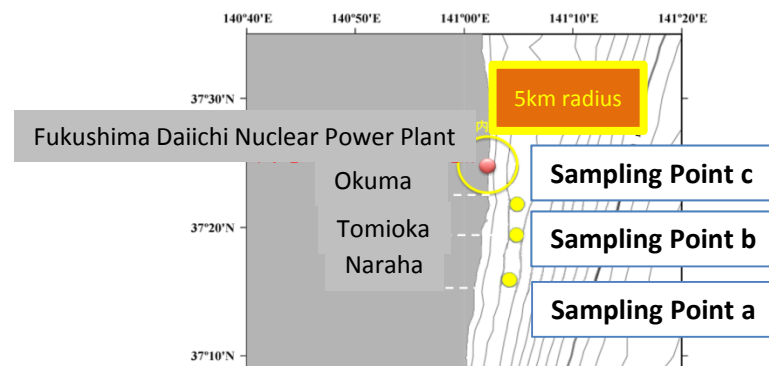 140°40'E 140°50'E 141°00'E 141°10'E 141°20'E
37°30'N
5km radius
内
Fukushima Daiichi Nuclear Power Plant
Okuma
Sampling Point c
37°20'N
Tomioka
Sampling Point b
Naraha
Sampling Point a
37°10'N